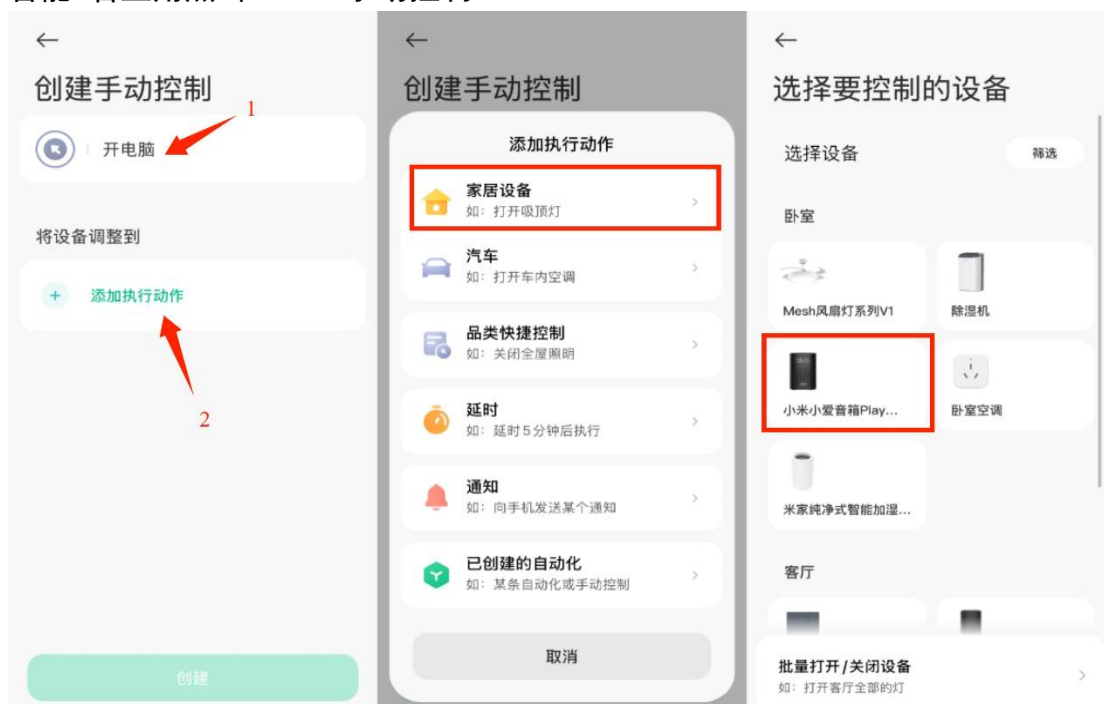 创建手动控制
1
开电脑
将设备调整到
+ 添加执行动作
2
创建
创建手动控制
添加执行动作
家居设备
如：打开吸顶灯
汽车
如：打开车内空调
品类快捷控制
如：关闭全屋照明
延时
如：延时5分钟后执行
通知
如：向手机发送某个通知
已创建的自动化
如：某条自动化或手动控制
取消
选择要控制的设备
选择设备
筛选
卧室
Mesh风扇灯系列V1
除湿机
小米小爱音箱Play...
卧室空调
米家纯净式智能加湿...
客厅
批量打开/关闭设备
如：打开客厅全部的灯